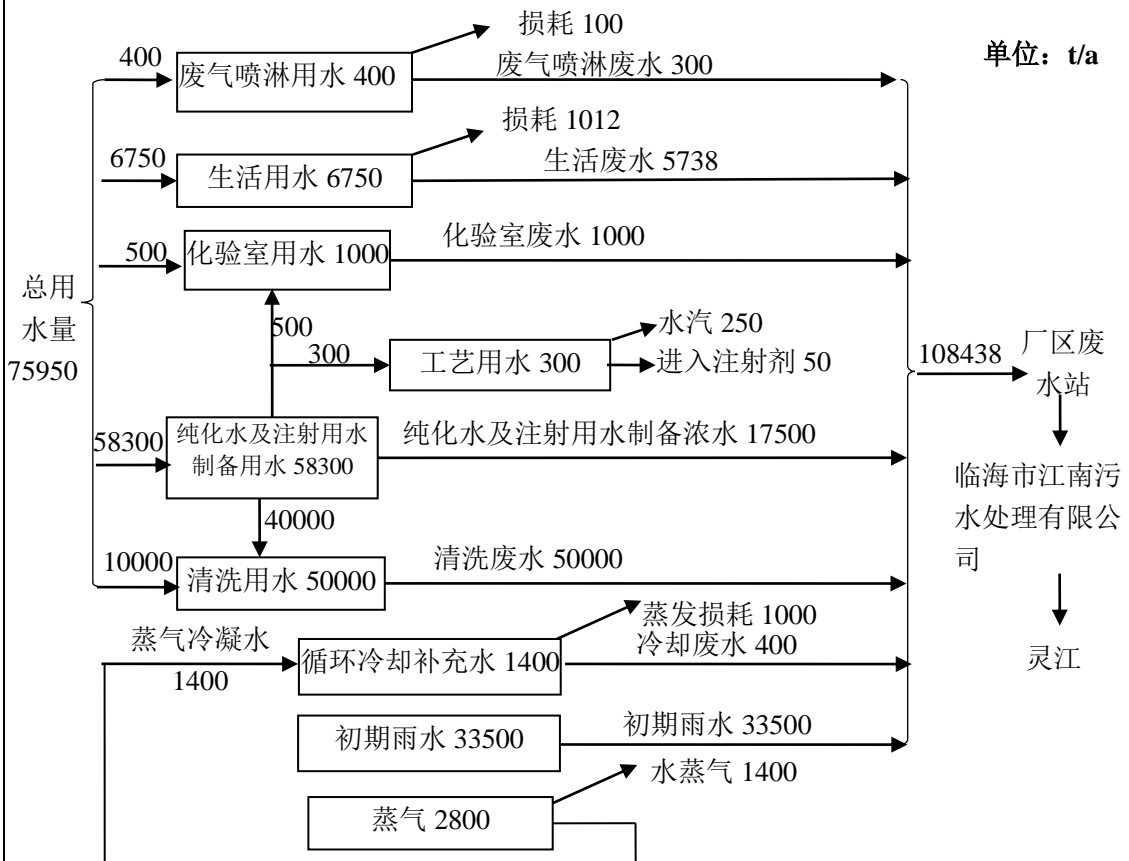 损耗 100
单位：t/a
400
废气喷淋用水 400
废气喷淋废水 300
损耗 1012
6750
生活用水 6750
生活废水 5738
500
化验室用水 1000
化验室废水 1000
总用
水量
75950
500
300
工艺用水 300
水汽 250
进入注射剂 50
108438
厂区废
水站
58300
纯化水及注射用水
制备用水 58300
纯化水及注射用水制备浓水 17500
临海市江南污
水处理有限公
司
40000
10000
清洗用水 50000
清洗废水 50000
蒸发损耗 1000
蒸气冷凝水
1400
循环冷却补充水 1400
冷却废水 400
灵江
初期雨水 33500
初期雨水 33500
水蒸气 1400
蒸气 2800